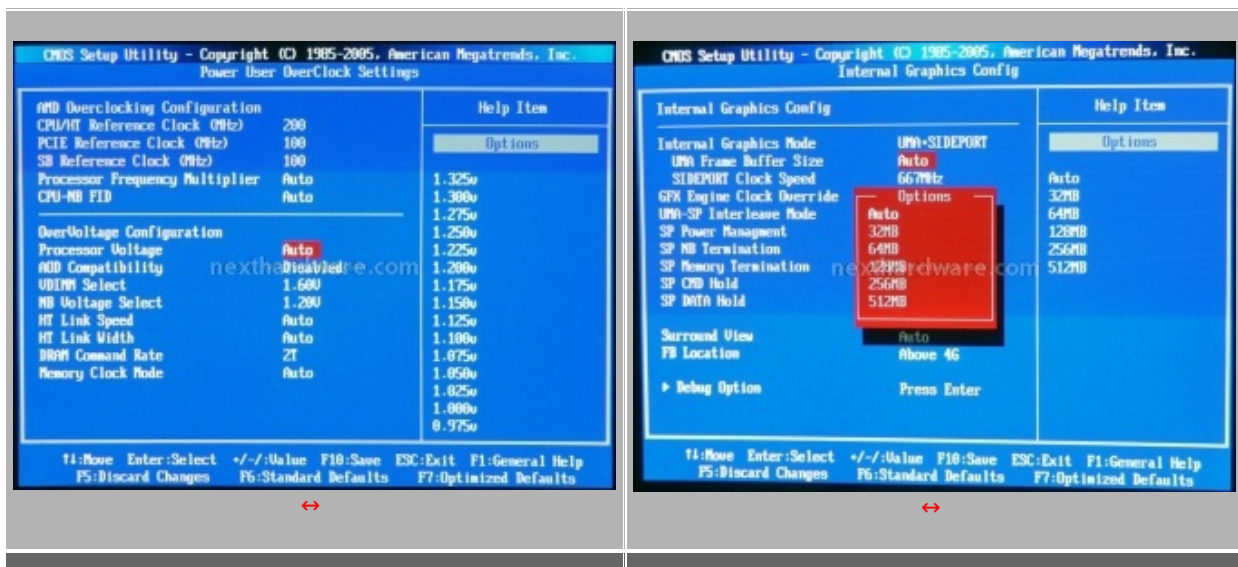 CMOS Setup Utility - Copyright (C) 1985-2005, American Megatrends, Inc.
Power User OverClock Settings
AMD Overclocking Configuration
CPU/HT Reference Clock (MHz) 200
PCIE Reference Clock (MHz) 100
SB Reference Clock (MHz) 100
Processor Frequency Multiplier Auto
CPU-NB FID Auto
OverVoltage Configuration
Processor Voltage Auto
AOD Compatibility Disabled
VDIMM Select 1.60V
NB Voltage Select 1.20V
HT Link Speed Auto
HT Link Width Auto
DRAM Command Rate 2T
Memory Clock Mode Auto
Help Item
Options
1.325v
1.300v
1.275v
1.250v
1.225v
1.200v
1.175v
1.150v
1.125v
1.100v
1.075v
1.050v
1.025v
1.000v
0.975v
nexthardware.com
↑↓:Move Enter:Select +/-/:Value F10:Save ESC:Exit F1:General Help
F5:Discard Changes F6:Standard Defaults F7:Optimized Defaults
CMOS Setup Utility - Copyright (C) 1985-2005, American Megatrends, Inc.
Internal Graphics Config
Internal Graphics Config
Internal Graphics Mode UMA+SIDEPORT
UMA Frame Buffer Size Auto
SIDEPORT Clock Speed 667MHz
GFX Engine Clock Override
UMA-SP Interleave Mode
SP Power Managment
SP NB Termination
SP Memory Termination
SP CMD Hold
SP DATA Hold
Surround View Auto
FB Location Above 4G
Debug Option Press Enter
Options
Auto
32MB
64MB
128MB
256MB
512MB
Help Item
Options
Auto
32MB
64MB
128MB
256MB
512MB
nexthardware.com
↑↓:Move Enter:Select +/-/:Value F10:Save ESC:Exit F1:General Help
F5:Discard Changes F6:Standard Defaults F7:Optimized Defaults